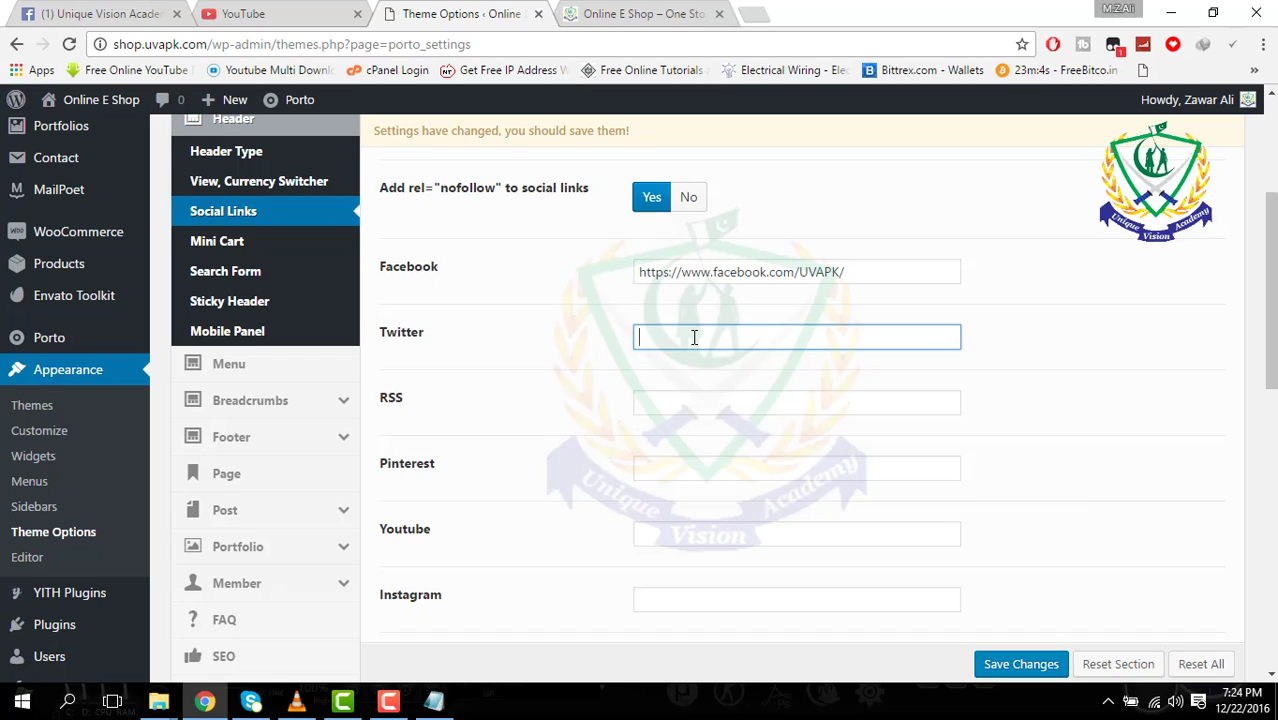 (1) Unique Vision Acade
YouTube
Theme Options ‹ Online
Online E Shop – One Sto
M.Z.Ali
shop.uvapk.com/wp-admin/themes.php?page=porto_settings
Apps
Free Online YouTube
Youtube Multi Down
cPanel Login
Get Free IP Address
Free Online Tutorials
Electrical Wiring - Ele
Bittrex.com - Wallets
23m:4s - FreeBitco.in
Online E Shop
0
New
Porto
Howdy, Zawar Ali
Portfolios
Contact
MailPoet
WooCommerce
Products
Envato Toolkit
Porto
Appearance
Themes
Customize
Widgets
Menus
Sidebars
Theme Options
Editor
YITH Plugins
Plugins
Users
Header
Header Type
View, Currency Switcher
Social Links
Mini Cart
Search Form
Sticky Header
Mobile Panel
Menu
Breadcrumbs
Footer
Page
Post
Portfolio
Member
FAQ
SEO
Settings have changed, you should save them!
Add rel="nofollow" to social links
Yes
No
Facebook
https://www.facebook.com/UVAPK/
Twitter
RSS
Pinterest
Youtube
Instagram
Unique Vision Academy
Unique Vision Academy
Save Changes
Reset Section
Reset All
7:24 PM
12/22/2016